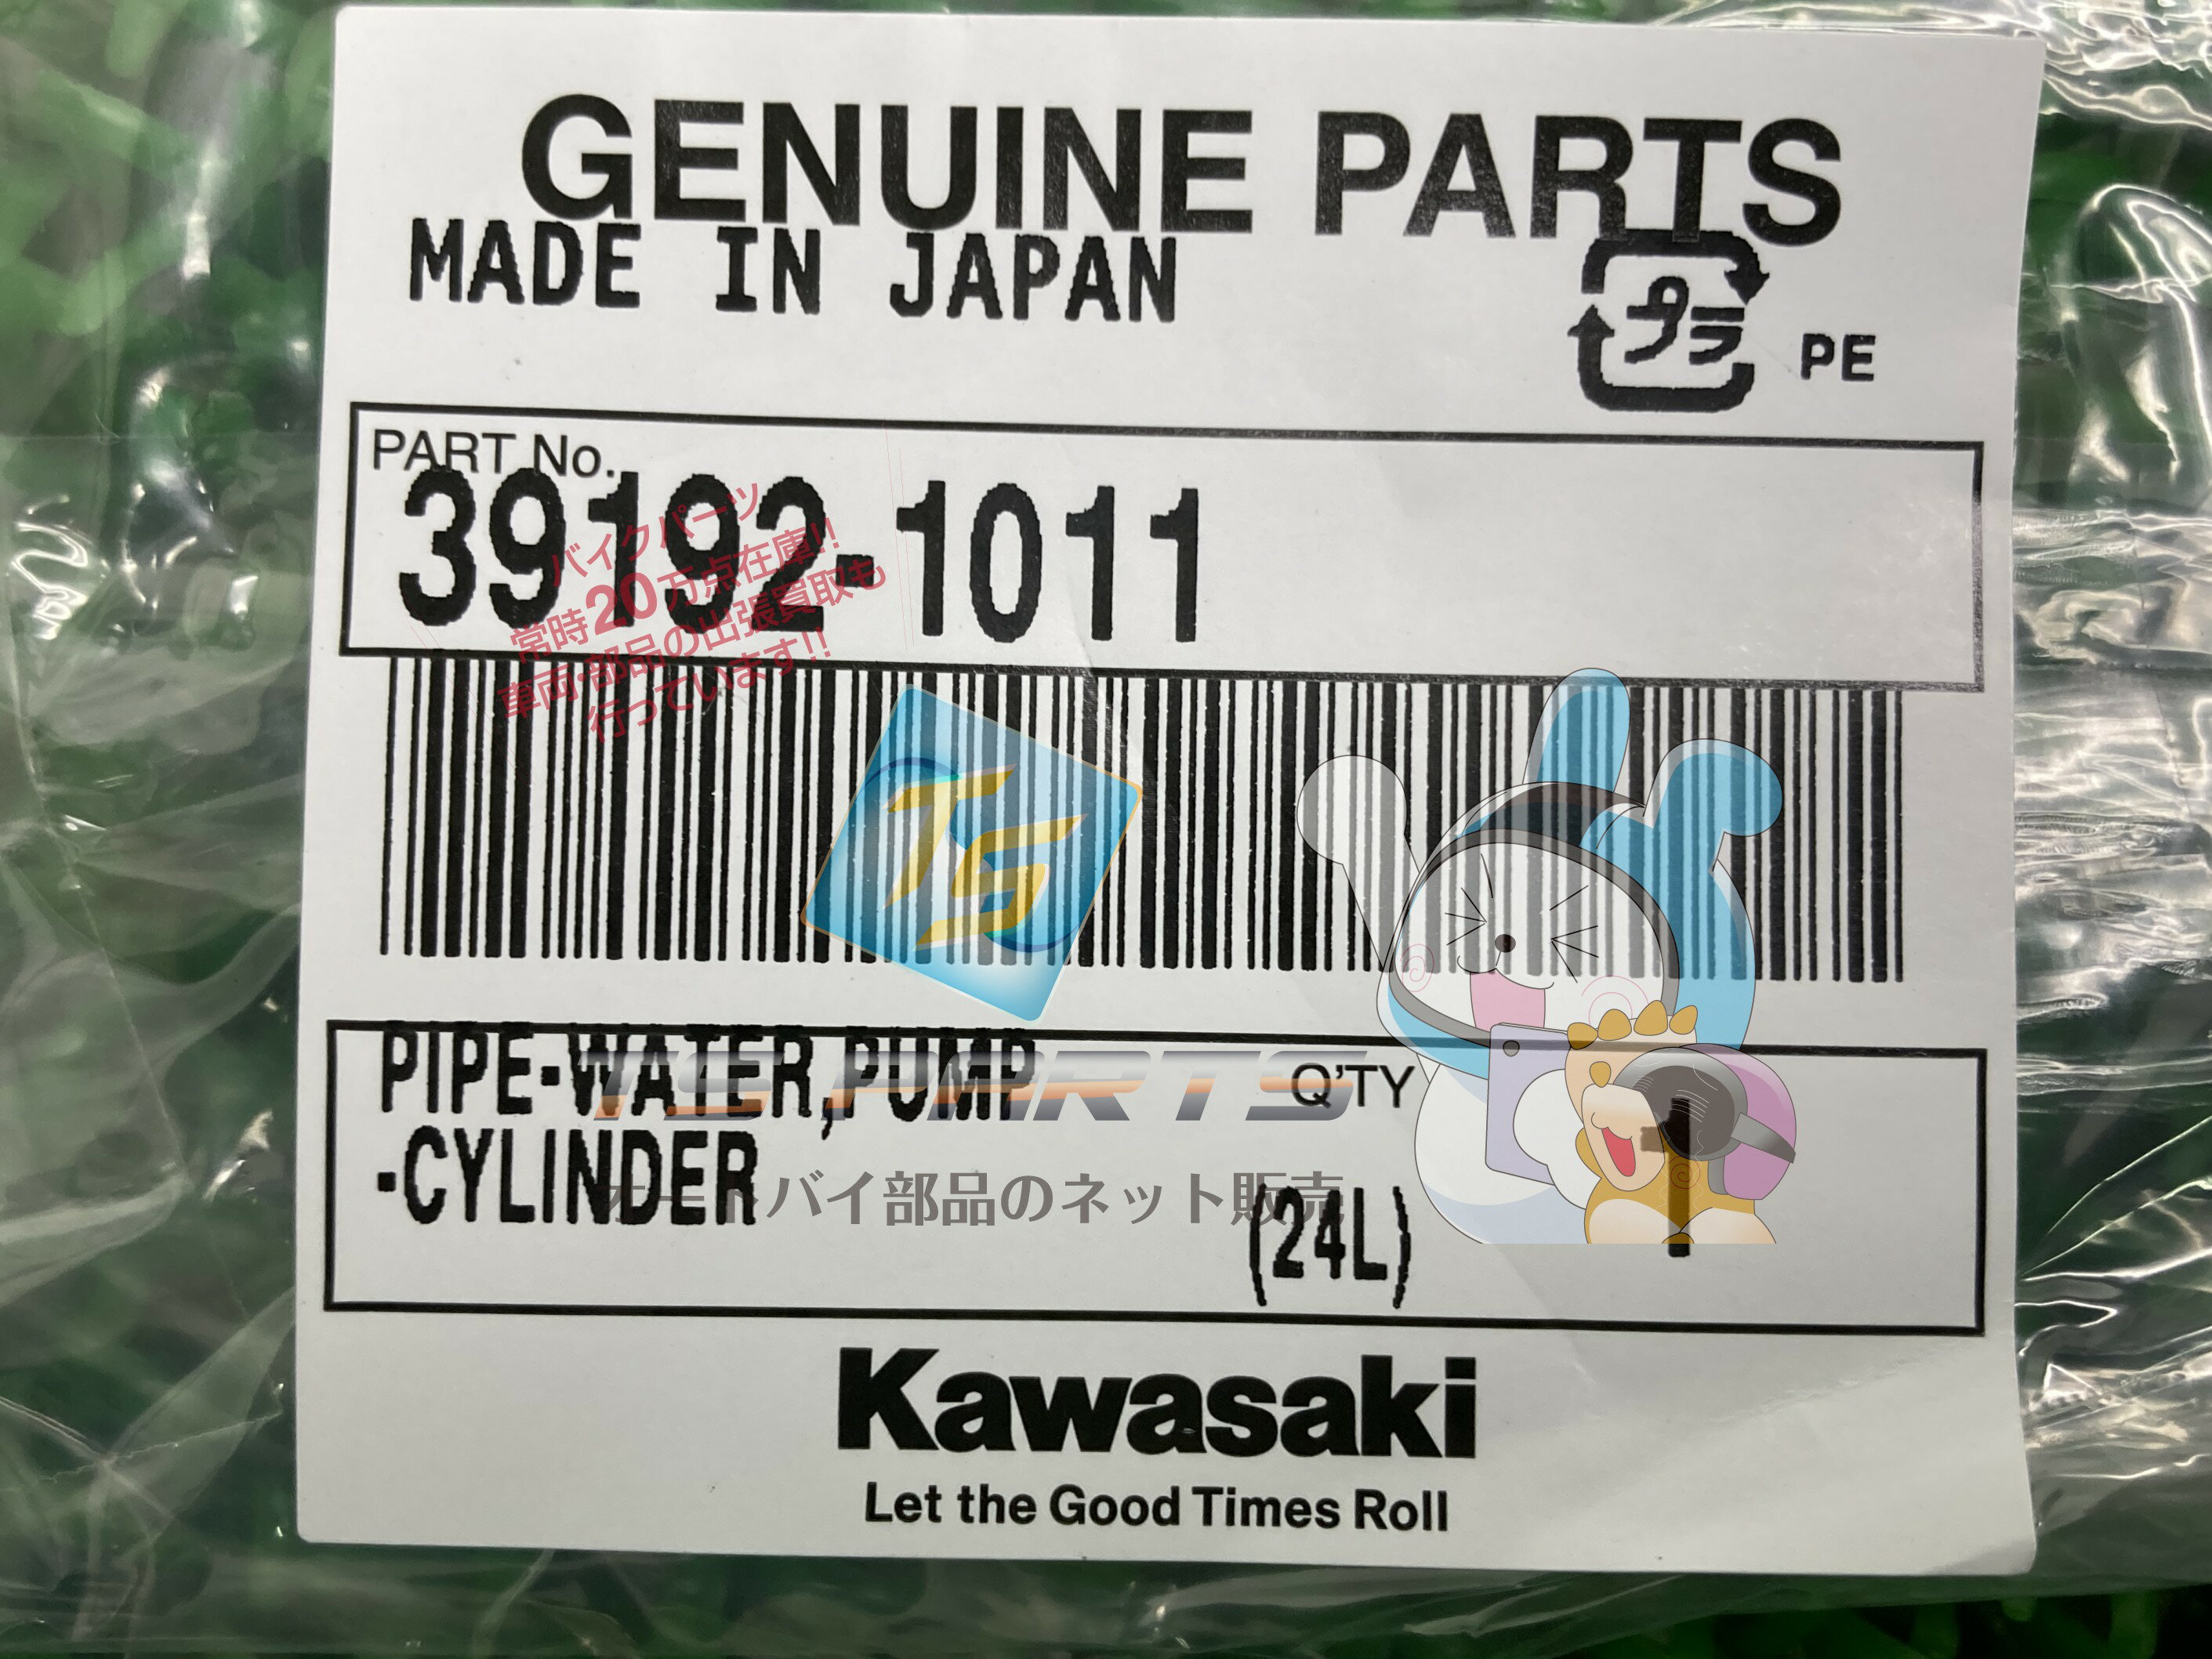 GENUINE PARTS
MADE IN JAPAN
プラ PE
PART No.
39192-1011
バイクパーツ
常時20万点在庫!!
車両・部品の出張買取も
行っています!!
TS
PIPE-WATER,PUMP
-CYLINDER
Q'TY
1
(24L)
TS PARTS
オートバイ部品のネット販売
Kawasaki
Let the Good Times Roll